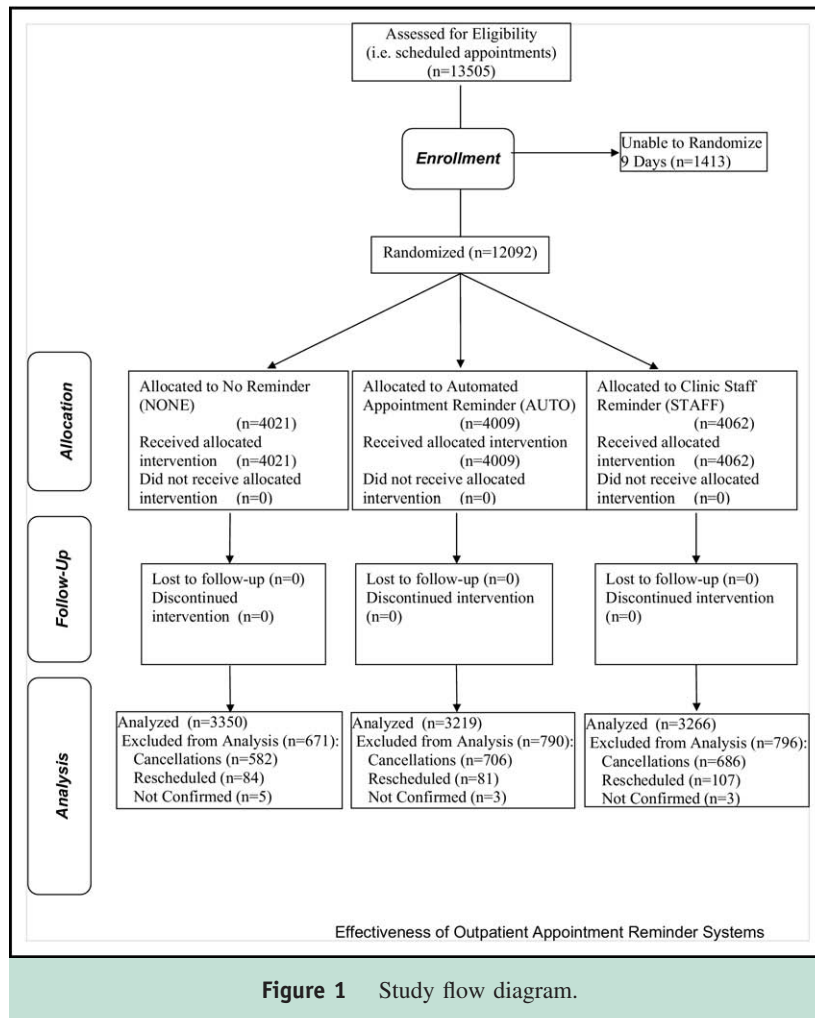 Assessed for Eligibility
(i.e. scheduled appointments)
(n=13505)
Enrollment
Unable to Randomize
9 Days (n=1413)
Randomized (n=12092)
Allocation
Allocated to No Reminder
(NONE)
(n=4021)
Received allocated
intervention (n=4021)
Did not receive allocated
intervention (n=0)
Allocated to Automated
Appointment Reminder (AUTO)
(n=4009)
Received allocated intervention
(n=4009)
Did not receive allocated
intervention (n=0)
Allocated to Clinic Staff
Reminder (STAFF)
(n=4062)
Received allocated
intervention (n=4062)
Did not receive allocated
intervention (n=0)
Follow-Up
Lost to follow-up (n=0)
Discontinued
intervention (n=0)
Lost to follow-up (n=0)
Discontinued intervention
(n=0)
Lost to follow-up (n=0)
Discontinued intervention
(n=0)
Analysis
Analyzed (n=3350)
Excluded from Analysis (n=671):
Cancellations (n=582)
Rescheduled (n=84)
Not Confirmed (n=5)
Analyzed (n=3219)
Excluded from Analysis (n=790):
Cancellations (n=706)
Rescheduled (n=81)
Not Confirmed (n=3)
Analyzed (n=3266)
Excluded from Analysis (n=796):
Cancellations (n=686)
Rescheduled (n=107)
Not Confirmed (n=3)
Effectiveness of Outpatient Appointment Reminder Systems
Figure 1 Study flow diagram.